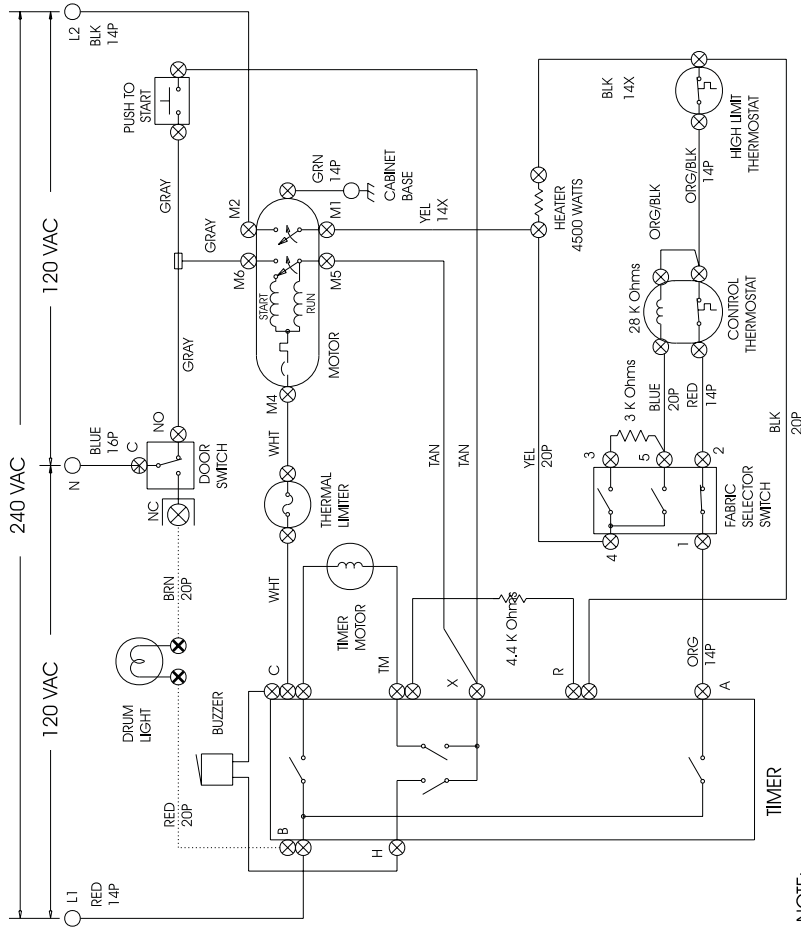 240 VAC
120 VAC
120 VAC
L1
RED
14P
N
BLUE
16P
L2
BLK
14P
C
NC
NO
DOOR
SWITCH
GRAY
GRAY
PUSH TO
START
DRUM
LIGHT
RED
20P
BRN
20P
BUZZER
B
C
WHT
THERMAL
LIMITER
WHT
M4
MOTOR
START
RUN
M6
GRAY
M2
M5
M1
GRN
14P
CABINET
BASE
TIMER
MOTOR
H
TM
X
TAN
TAN
YEL
14X
4.4 K Ohms
R
A
ORG
14P
TIMER
YEL
20P
4
3
5
1
2
FABRIC
SELECTOR
SWITCH
3 K Ohms
BLUE
20P
RED
14P
28 K Ohms
CONTROL
THERMOSTAT
ORG/BLK
ORG/BLK
14P
HEATER
4500 WATTS
BLK
14X
HIGH LIMIT
THERMOSTAT
BLK
20P
NOTE: